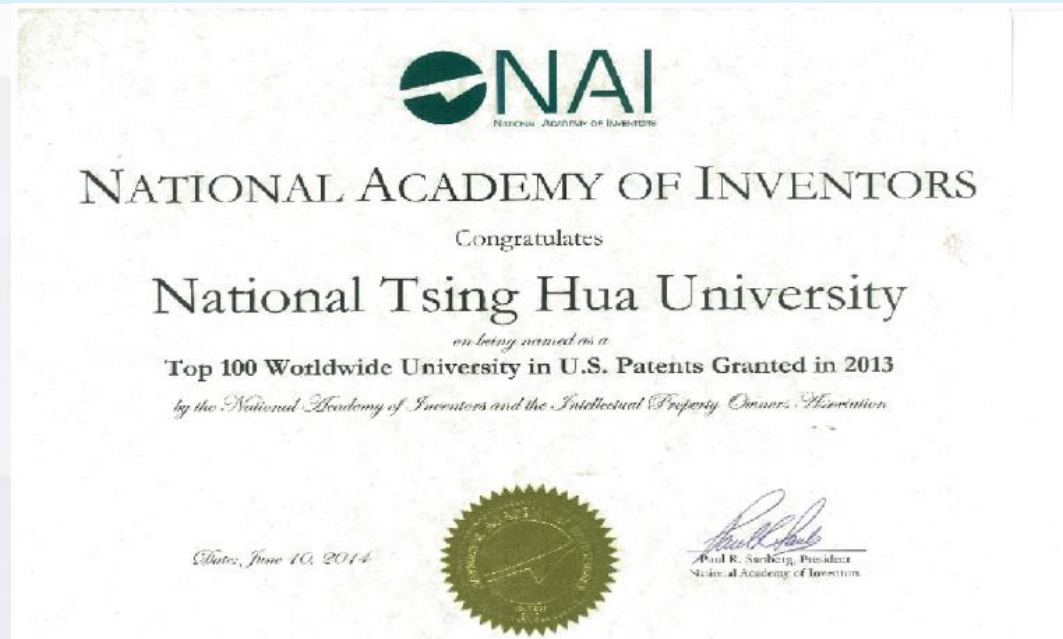 NAI
NATIONAL ACADEMY OF INVENTORS
NATIONAL ACADEMY OF INVENTORS
Congratulates
National Tsing Hua University
on being named as a
Top 100 Worldwide University in U.S. Patents Granted in 2013
by the National Academy of Inventors and the Intellectual Property Owners Association
Date: June 10, 2014
Paul R. Sanberg, President
National Academy of Inventors